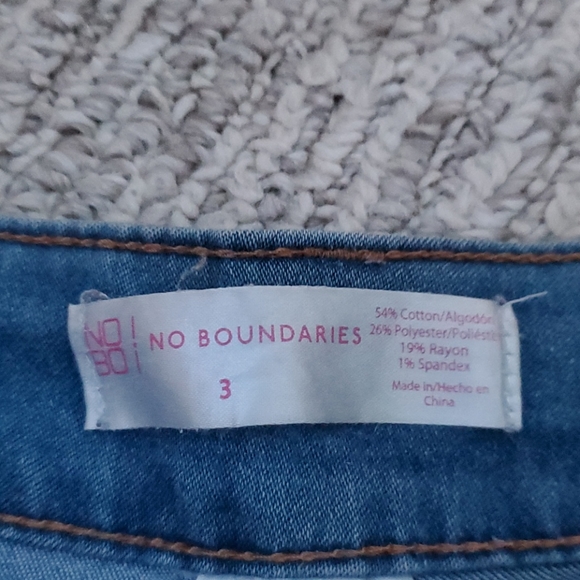 NO!
BO!
NO BOUNDARIES
3
54% Cotton/Algodón
26% Polyester/Poliéster
19% Rayon
1% Spandex
Made in/Hecho en
China